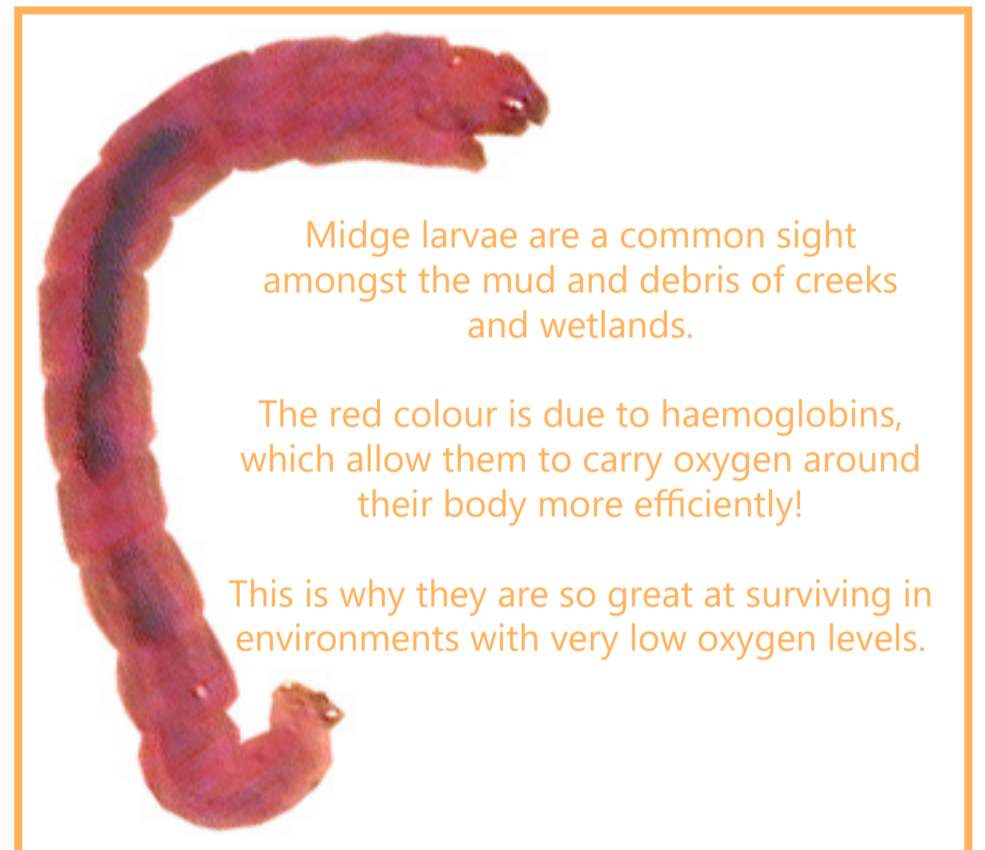 Midge larvae are a common sight
amongst the mud and debris of creeks
and wetlands.
The red colour is due to haemoglobins,
which allow them to carry oxygen around
their body more efficiently!
This is why they are so great at surviving in
environments with very low oxygen levels.